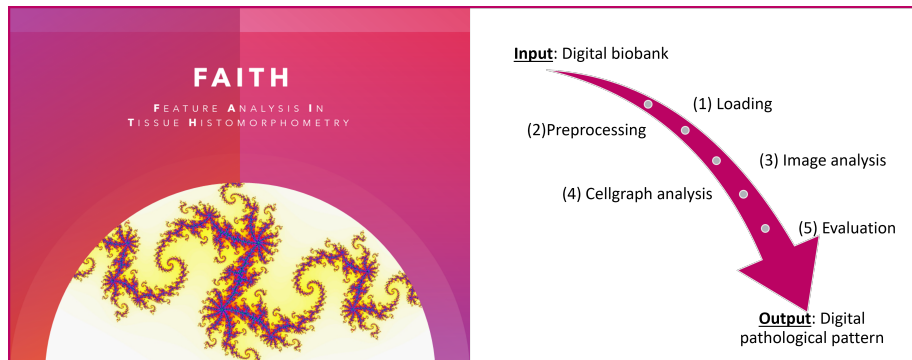 FAITH
FEATURE ANALYSIS IN
TISSUE HISTOMORPHOMETRY
Input: Digital biobank
(1) Loading
(2)Preprocessing
(3) Image analysis
(4) Cellgraph analysis
(5) Evaluation
Output: Digital
pathological pattern